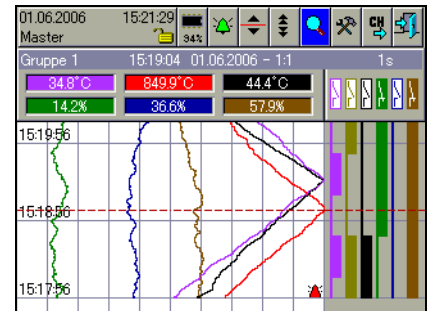 01.06.2006 15:21:29
Master 94% CH
Gruppe 1 15:19:04 01.06.2006 - 1:1 1s
34.8°C 849.9°C 44.4°C
14.2% 36.6% 57.9%
15:19:56
15:18:56
15:17:56